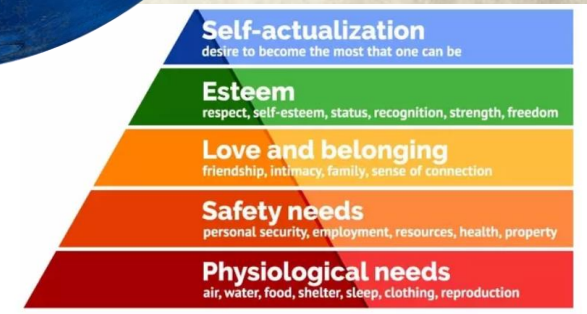 Self-actualization
desire to become the most that one can be
Esteem
respect, self-esteem, status, recognition, strength, freedom
Love and belonging
friendship, intimacy, family, sense of connection
Safety needs
personal security, employment, resources, health, property
Physiological needs
air, water, food, shelter, sleep, clothing, reproduction